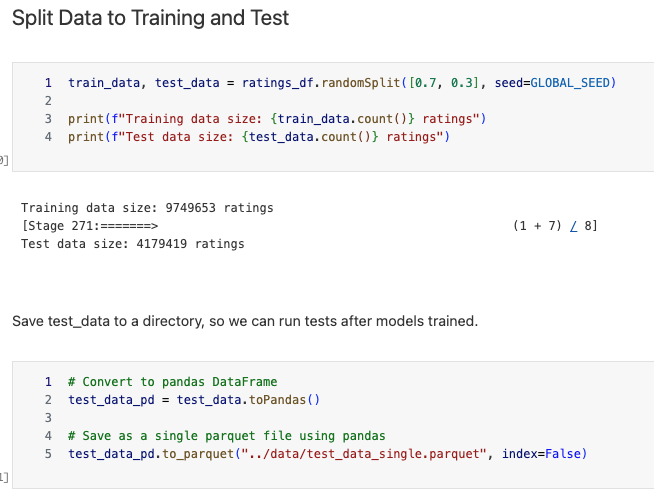 Split Data to Training and Test
1 train_data, test_data = ratings_df.randomSplit([0.7, 0.3], seed=GLOBAL_SEED)
2
3 print(f"Training data size: {train_data.count()} ratings")
4 print(f"Test data size: {test_data.count()} ratings")
0]
Training data size: 9749653 ratings
[Stage 271:=======> (1 + 7) / 8]
Test data size: 4179419 ratings
Save test_data to a directory, so we can run tests after models trained.
1 # Convert to pandas DataFrame
2 test_data_pd = test_data.toPandas()
3
4 # Save as a single parquet file using pandas
5 test_data_pd.to_parquet("../data/test_data_single.parquet", index=False)
1]